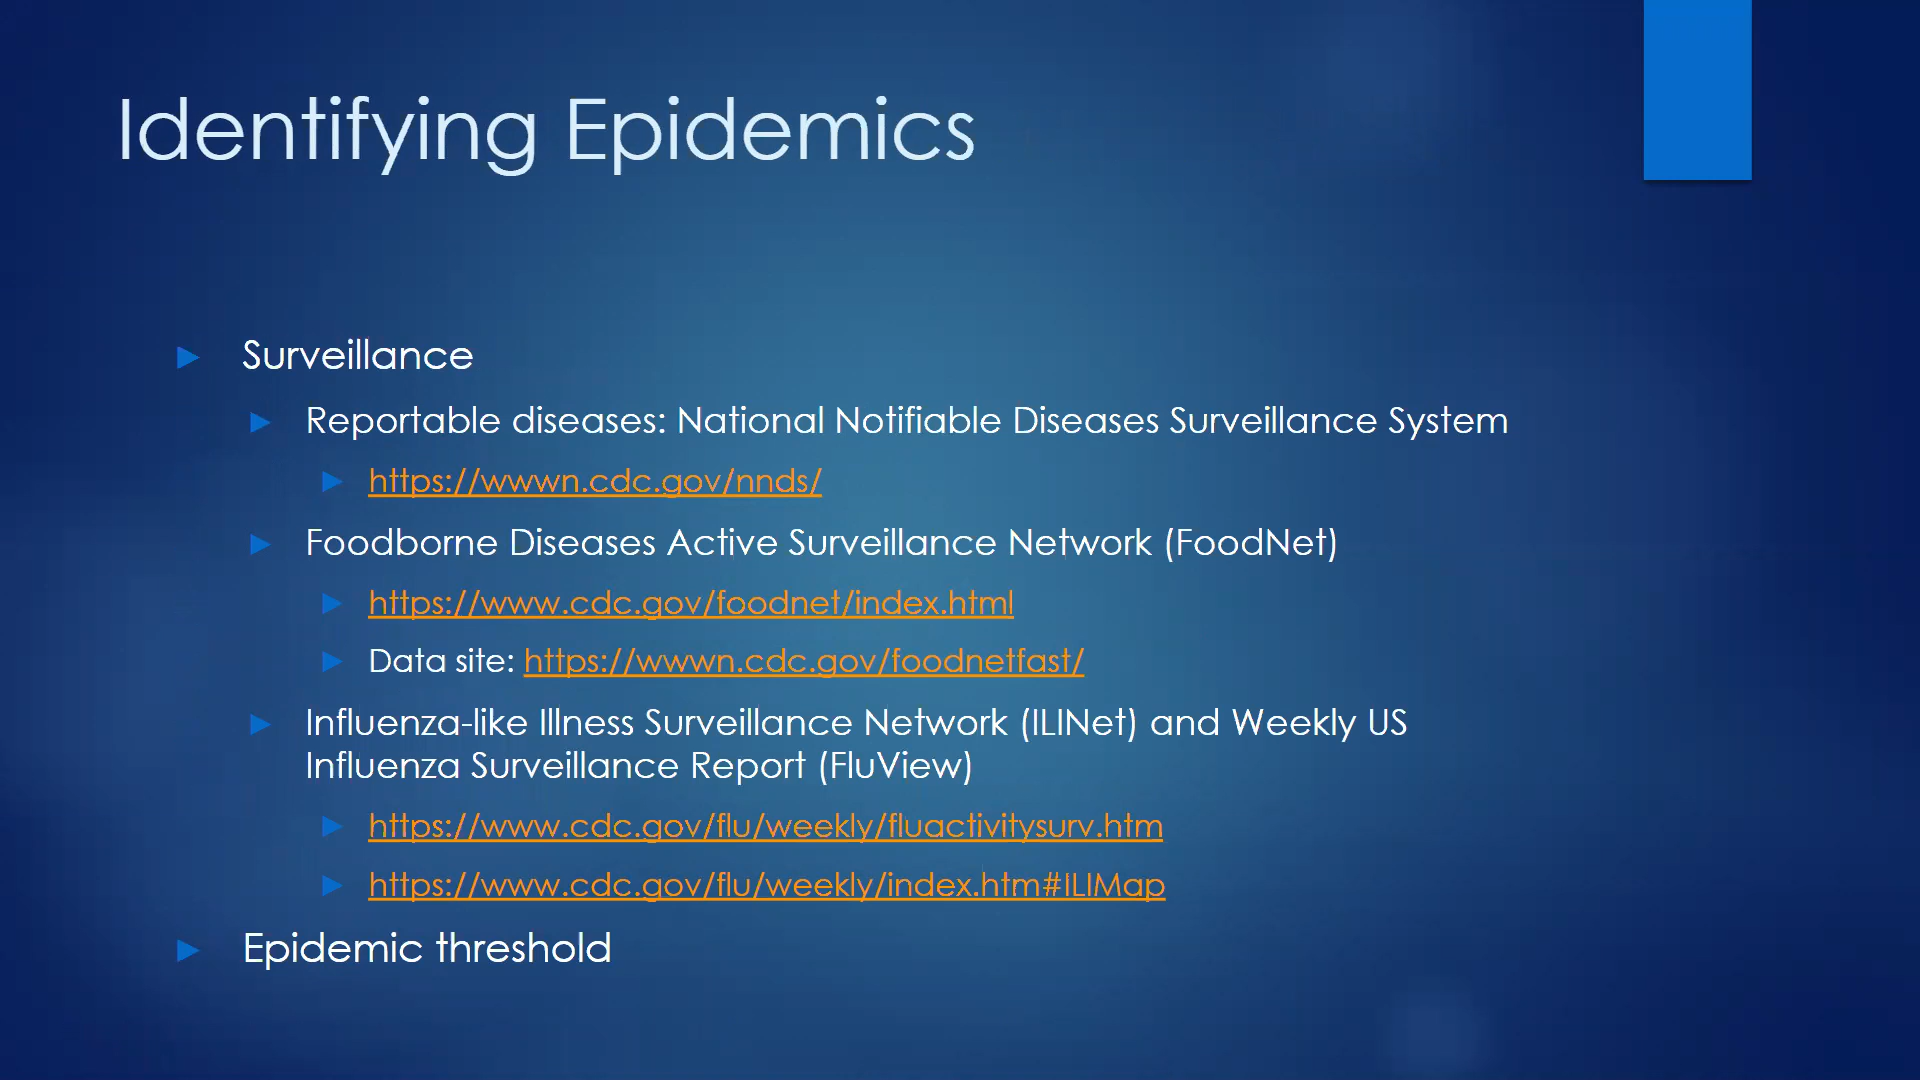 Identifying Epidemics
Surveillance
Reportable diseases: National Notifiable Diseases Surveillance System
https://wwwn.cdc.gov/nnds/
Foodborne Diseases Active Surveillance Network (FoodNet)
https://www.cdc.gov/foodnet/index.html
Data site: https://wwwn.cdc.gov/foodnetfast/
Influenza-like Illness Surveillance Network (ILINet) and Weekly US
Influenza Surveillance Report (FluView)
https://www.cdc.gov/flu/weekly/fluactivitysurv.htm
https://www.cdc.gov/flu/weekly/index.htm#ILIMap
Epidemic threshold